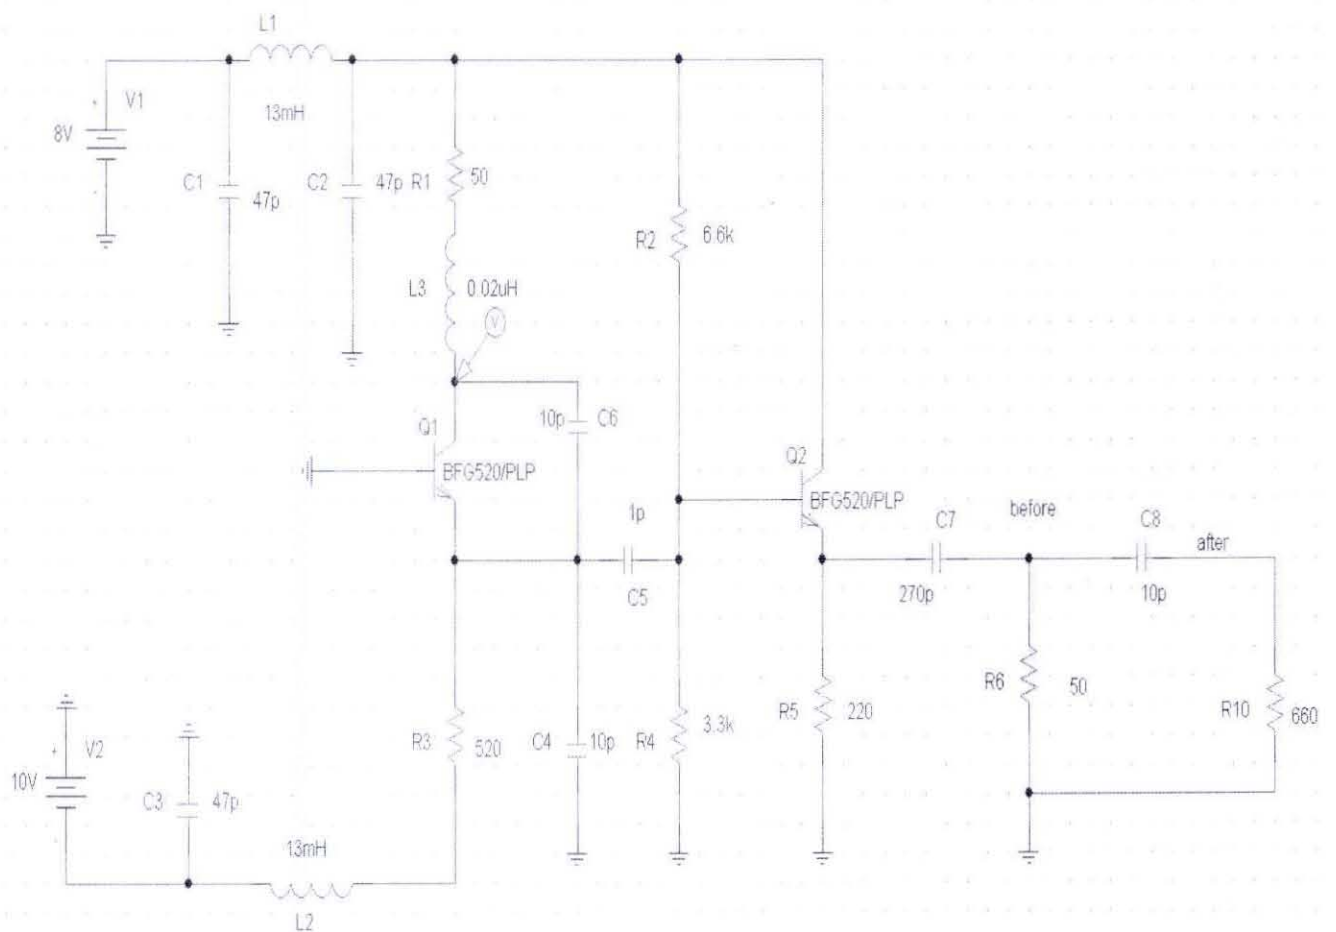 L1
V1
13mH
8V
C1
47p
C2
47p
R1
50
R2
6.6k
L3
0.02uH
V
10p
C6
Q1
BFG520/PLP
Q2
BFG520/PLP
1p
before
C7
C8
after
C5
270p
10p
R6
50
R10
660
R5
220
R4
3.3k
C4
10p
R3
520
V2
10V
C3
47p
13mH
L2